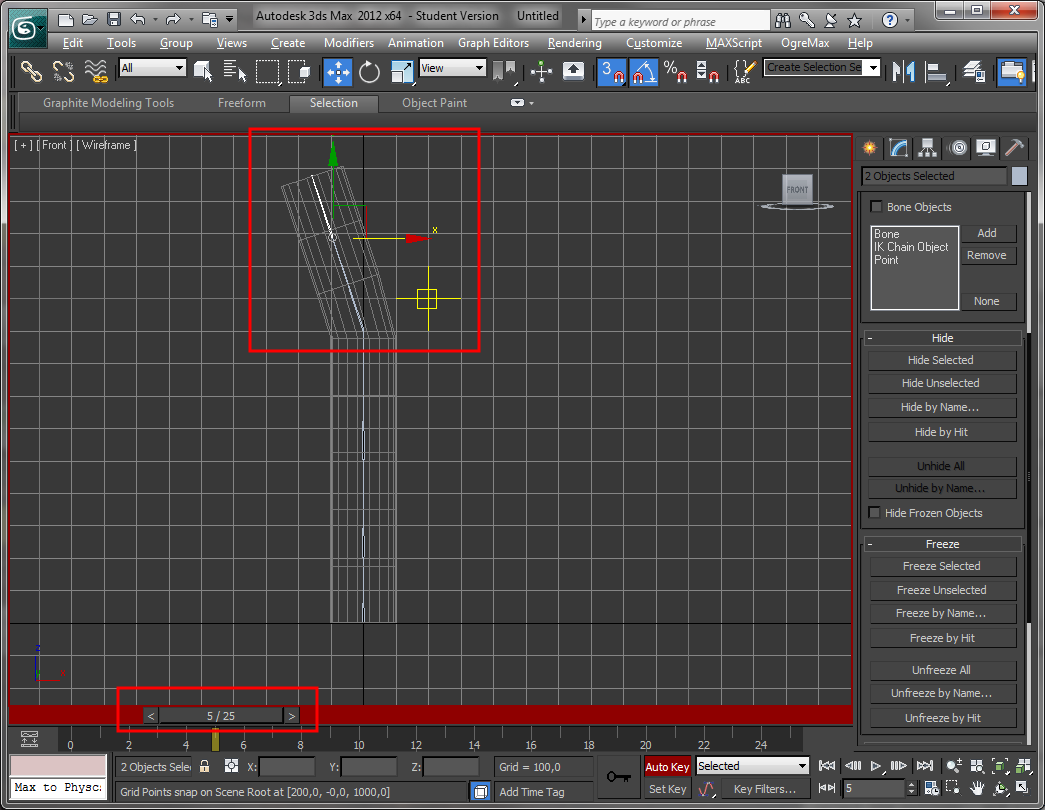 Autodesk 3ds Max 2012 x64 - Student Version Untitled
Type a keyword or phrase
Edit Tools Group Views Create Modifiers Animation Graph Editors Rendering Customize MAXScript OgreMax Help
All
View
3
%
ABC
Create Selection Se
Graphite Modeling Tools Freeform Selection Object Paint
[ + ] [ Front ] [ Wireframe ]
FRONT
x
z
2 Objects Selected
Bone Objects
Bone
IK Chain Object
Point
Add
Remove
None
- Hide
Hide Selected
Hide Unselected
Hide by Name...
Hide by Hit
Unhide All
Unhide by Name...
Hide Frozen Objects
- Freeze
Freeze Selected
Freeze Unselected
Freeze by Name...
Freeze by Hit
Unfreeze All
Unfreeze by Name...
Unfreeze by Hit
< 5 / 25 >
0 2 4 6 8 10 12 14 16 18 20 22 24
2 Objects Sele
X: Y: Z:
Grid = 100,0
Auto Key
Selected
Max to Physca
Grid Points snap on Scene Root at [200,0, -0,0, 1000,0]
Add Time Tag
Set Key
Key Filters...
5